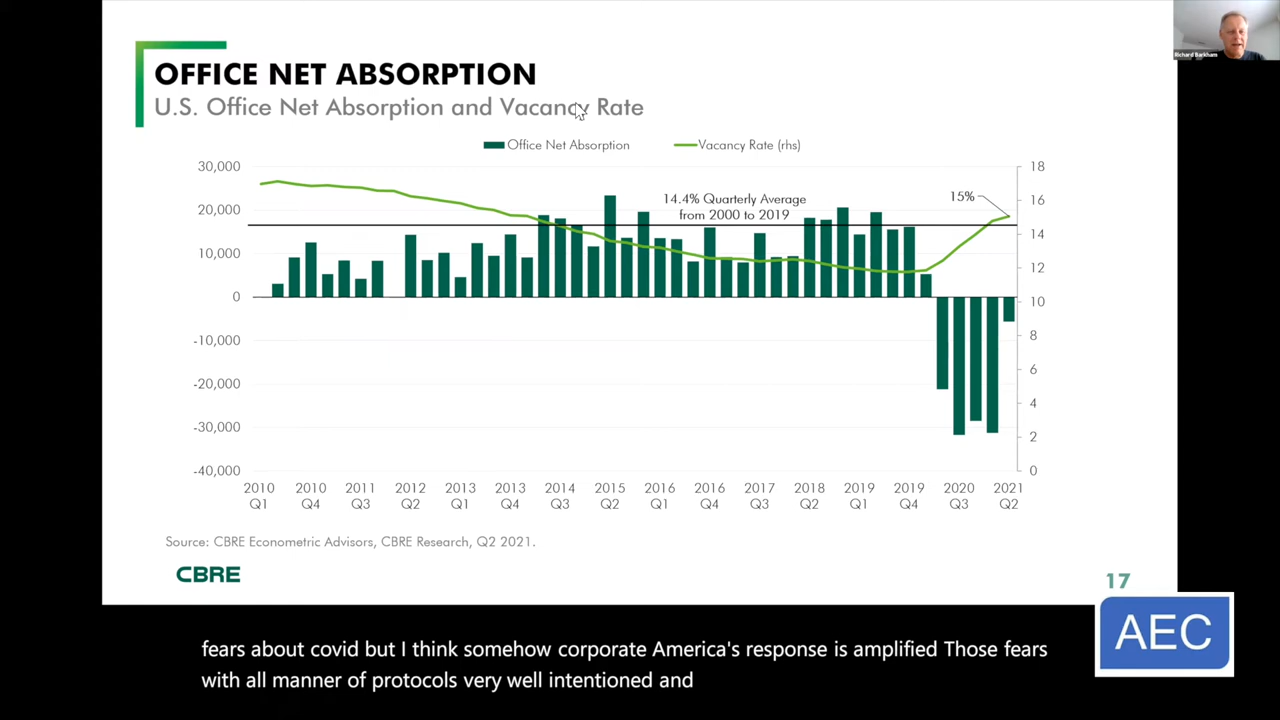 Richard Barkham
OFFICE NET ABSORPTION
U.S. Office Net Absorption and Vacancy Rate
Office Net Absorption
Vacancy Rate (rhs)
30,000
20,000
10,000
0
-10,000
-20,000
-30,000
-40,000
14.4% Quarterly Average
from 2000 to 2019
15%
18
16
14
12
10
8
6
4
2
0
2010 2010 2011 2012 2013 2013 2014 2015 2016 2016 2017 2018 2019 2019 2020 2021
Q1 Q4 Q3 Q2 Q1 Q4 Q3 Q2 Q1 Q4 Q3 Q2 Q1 Q4 Q3 Q2
Source: CBRE Econometric Advisors, CBRE Research, Q2 2021.
CBRE
17
AEC
fears about covid but I think somehow corporate America's response is amplified Those fears
with all manner of protocols very well intentioned and